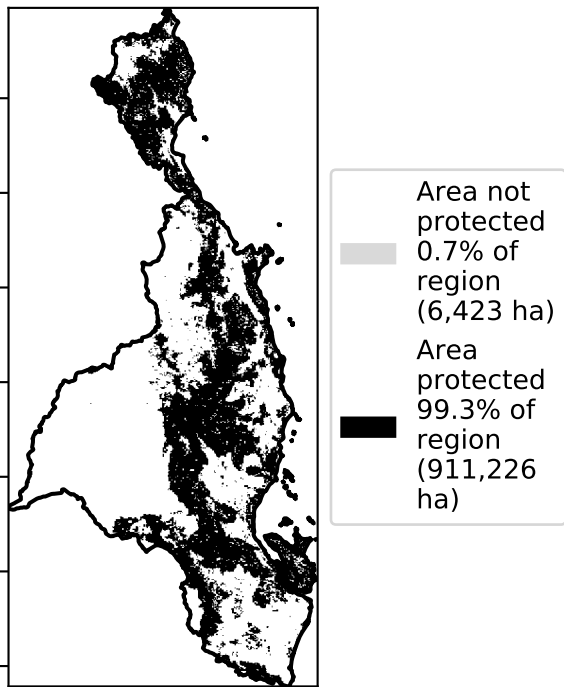 Area not
protected
0.7% of
region
(6,423 ha)
Area
protected
99.3% of
region
(911,226
ha)